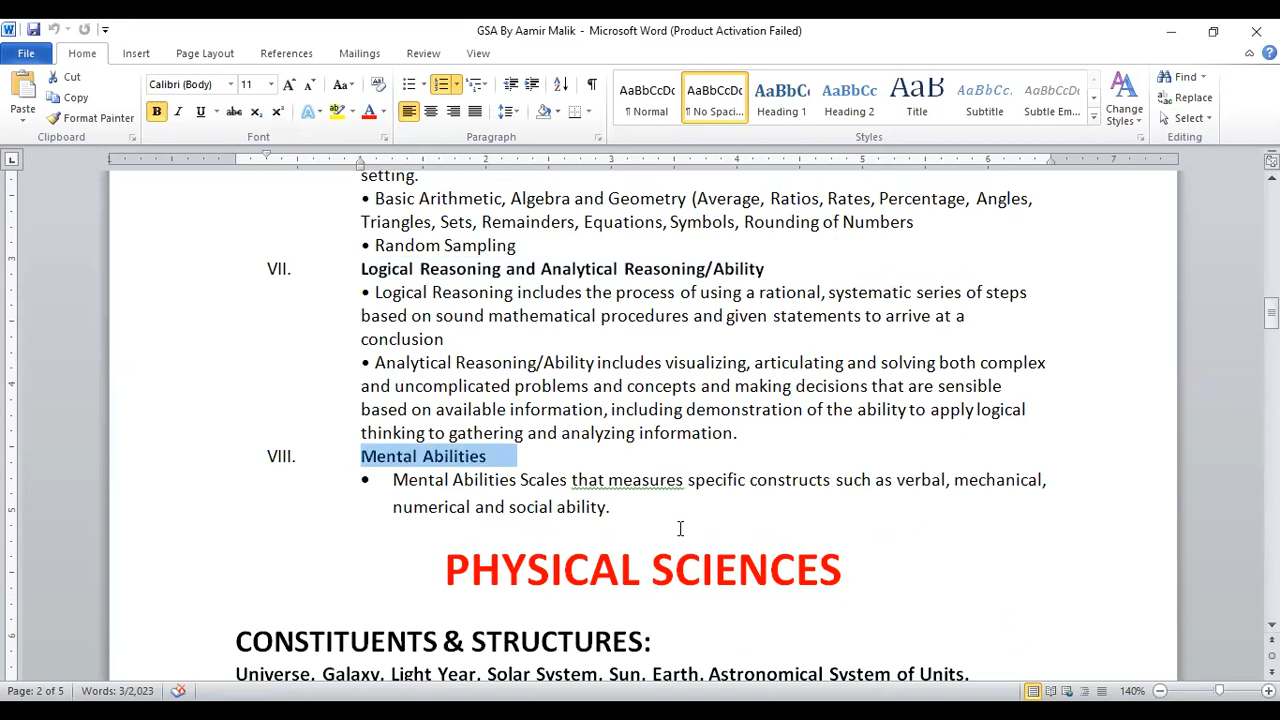 GSA By Aamir Malik - Microsoft Word (Product Activation Failed)
File Home Insert Page Layout References Mailings Review View
Paste Cut Copy Format Painter
Clipboard
Calibri (Body) 11
Font
Paragraph
AaBbCcDc AaBbCcDc AaBbCc AaBbCc AaB AaBbCcL AaBbCcDc
¶ Normal ¶ No Spaci... Heading 1 Heading 2 Title Subtitle Subtle Em...
Change Styles
Styles
Find Replace Select
Editing
1 2 3 4 5 6 7
setting.
• Basic Arithmetic, Algebra and Geometry (Average, Ratios, Rates, Percentage, Angles,
Triangles, Sets, Remainders, Equations, Symbols, Rounding of Numbers
• Random Sampling
VII. Logical Reasoning and Analytical Reasoning/Ability
• Logical Reasoning includes the process of using a rational, systematic series of steps
based on sound mathematical procedures and given statements to arrive at a
conclusion
• Analytical Reasoning/Ability includes visualizing, articulating and solving both complex
and uncomplicated problems and concepts and making decisions that are sensible
based on available information, including demonstration of the ability to apply logical
thinking to gathering and analyzing information.
VIII. Mental Abilities
• Mental Abilities Scales that measures specific constructs such as verbal, mechanical,
numerical and social ability.
PHYSICAL SCIENCES
CONSTITUENTS & STRUCTURES:
Universe, Galaxy, Light Year, Solar System, Sun, Earth, Astronomical System of Units,
Page: 2 of 5 Words: 3/2,023 140%